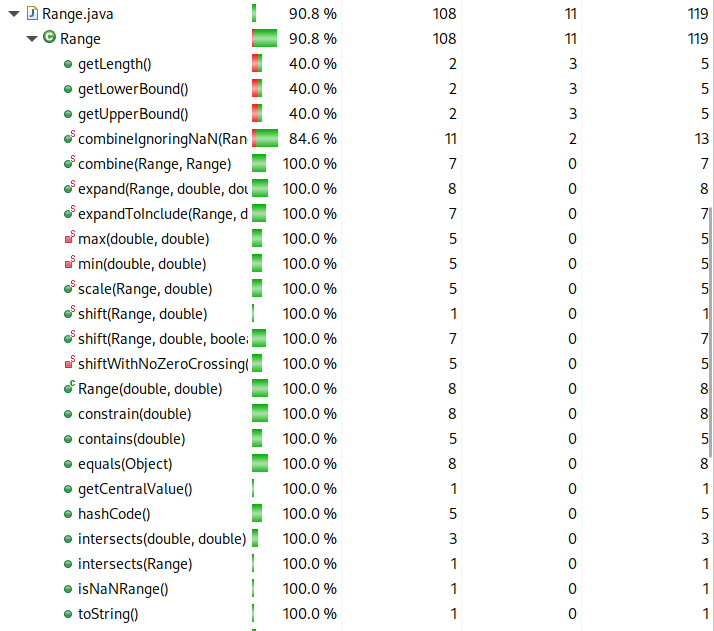 Range.java 90.8 % 108 11 119
Range 90.8 % 108 11 119
getLength() 40.0 % 2 3 5
getLowerBound() 40.0 % 2 3 5
getUpperBound() 40.0 % 2 3 5
combineIgnoringNaN(Ran 84.6 % 11 2 13
combine(Range, Range) 100.0 % 7 0 7
expand(Range, double, dou 100.0 % 8 0 8
expandToInclude(Range, d 100.0 % 7 0 7
max(double, double) 100.0 % 5 0 5
min(double, double) 100.0 % 5 0 5
scale(Range, double) 100.0 % 5 0 5
shift(Range, double) 100.0 % 1 0 1
shift(Range, double, boolea 100.0 % 7 0 7
shiftWithNoZeroCrossing( 100.0 % 5 0 5
Range(double, double) 100.0 % 8 0 8
constrain(double) 100.0 % 8 0 8
contains(double) 100.0 % 5 0 5
equals(Object) 100.0 % 8 0 8
getCentralValue() 100.0 % 1 0 1
hashCode() 100.0 % 5 0 5
intersects(double, double) 100.0 % 3 0 3
intersects(Range) 100.0 % 1 0 1
isNaNRange() 100.0 % 1 0 1
toString() 100.0 % 1 0 1